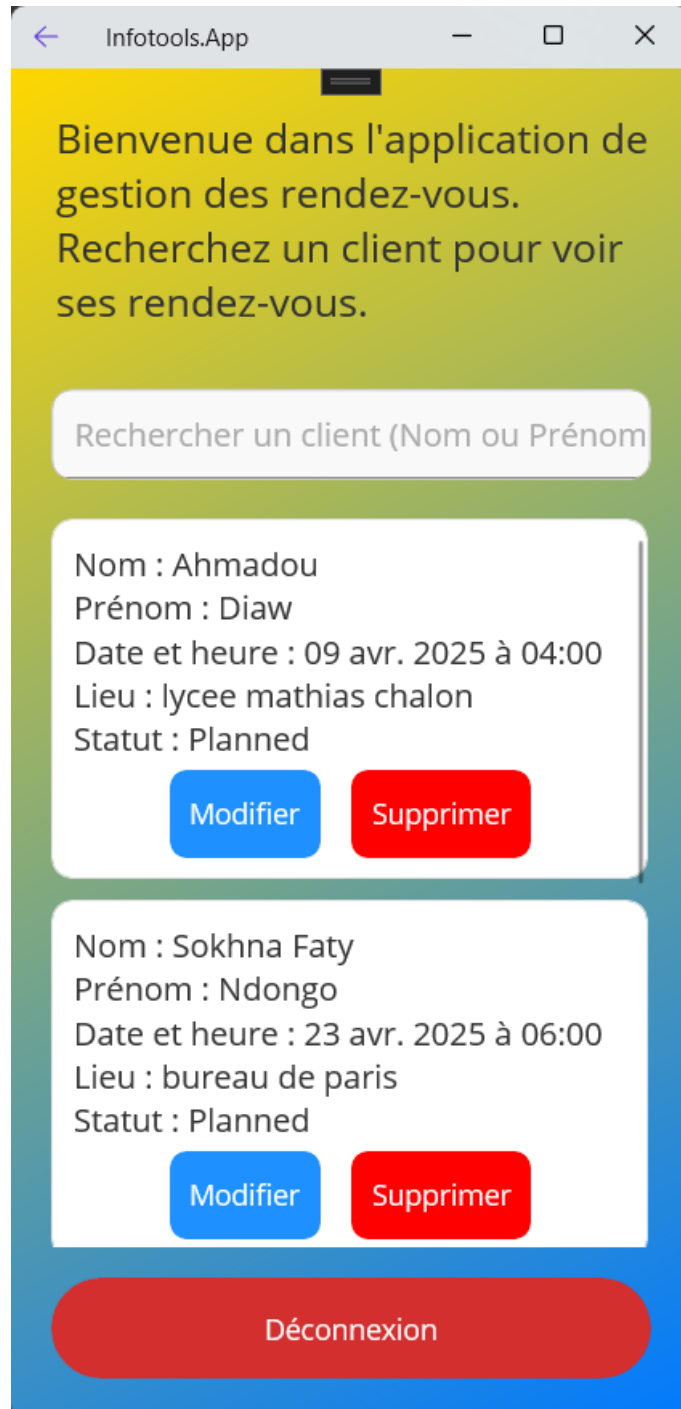 Infotools.App
Bienvenue dans l'application de
gestion des rendez-vous.
Recherchez un client pour voir
ses rendez-vous.
Rechercher un client (Nom ou Prénom
Nom : Ahmadou
Prénom : Diaw
Date et heure : 09 avr. 2025 à 04:00
Lieu : lycee mathias chalon
Statut : Planned
Modifier Supprimer
Nom : Sokhna Faty
Prénom : Ndongo
Date et heure : 23 avr. 2025 à 06:00
Lieu : bureau de paris
Statut : Planned
Modifier Supprimer
Déconnexion